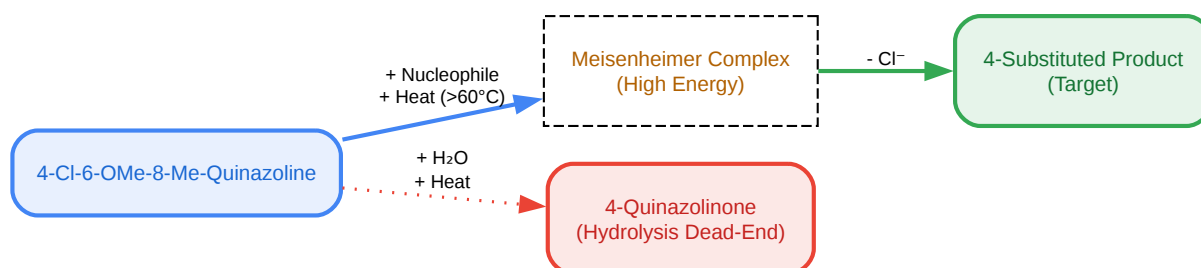 4-Cl-6-OMe-8-Me-Quinazoline
+ Nucleophile
+ Heat (>60°C)
Meisenheimer Complex
(High Energy)
- Cl⁻
4-Substituted Product
(Target)
+ H₂O
+ Heat
4-Quinazolinone
(Hydrolysis Dead-End)